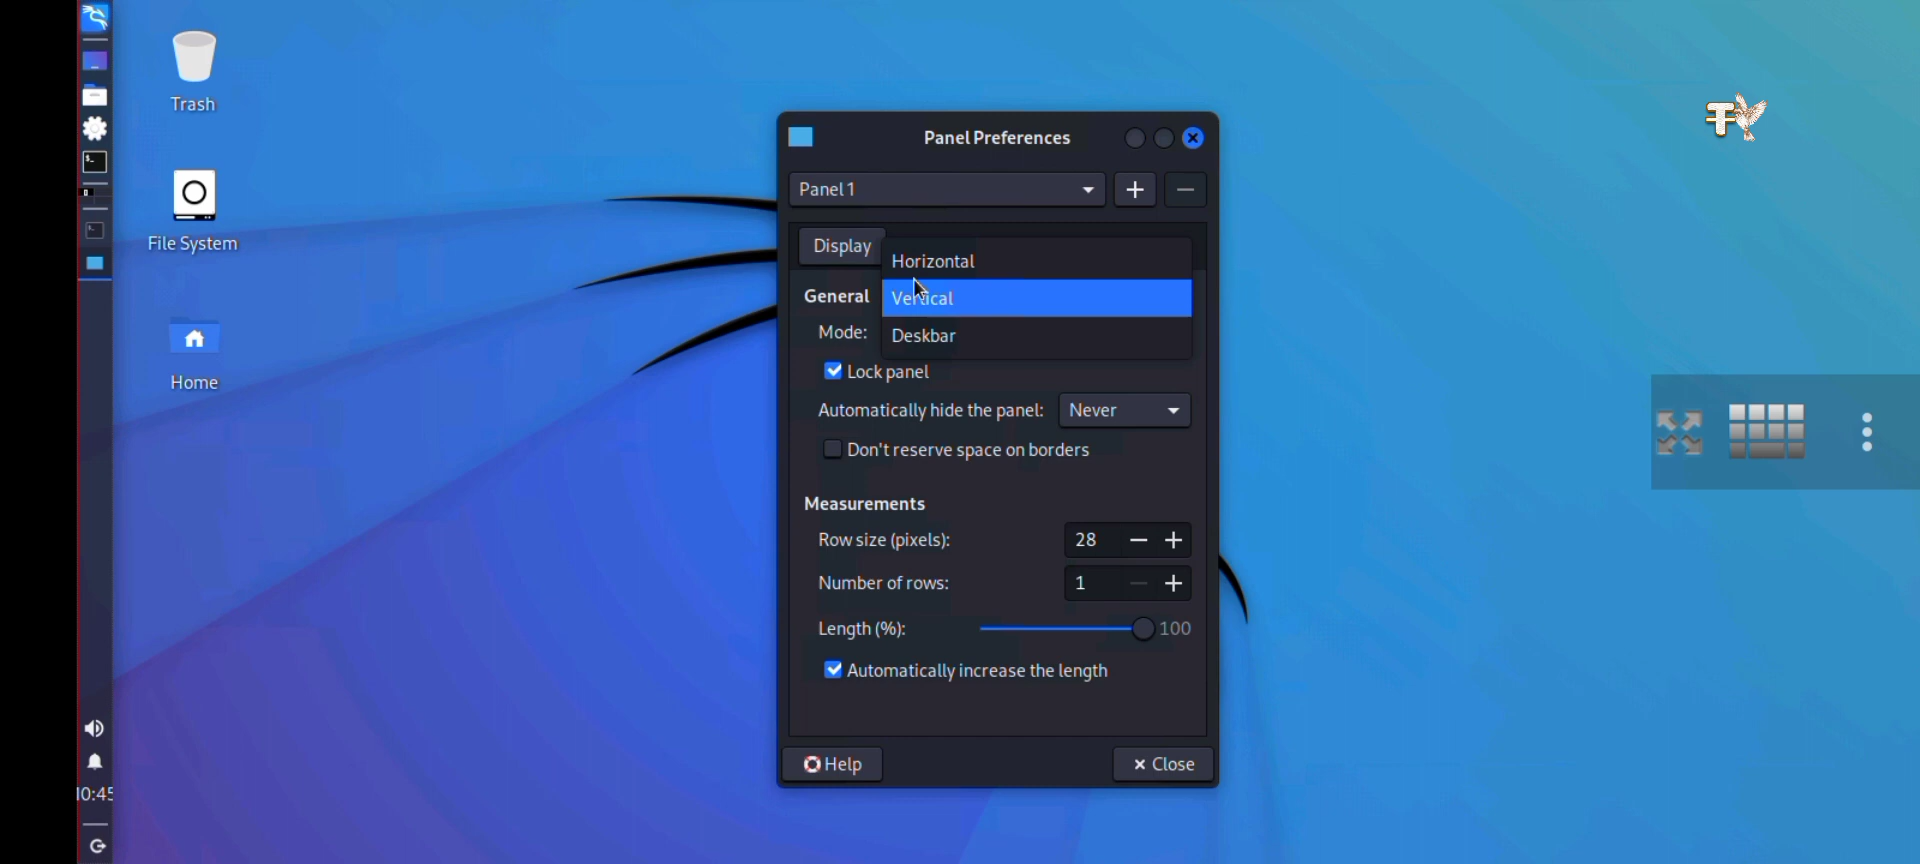 Trash
File System
Home
10:45
Panel Preferences
Panel 1
Display
Horizontal
General
Vertical
Mode:
Deskbar
Lock panel
Automatically hide the panel: Never
Don't reserve space on borders
Measurements
Row size (pixels): 28
Number of rows: 1
Length (%): 100
Automatically increase the length
Help
Close